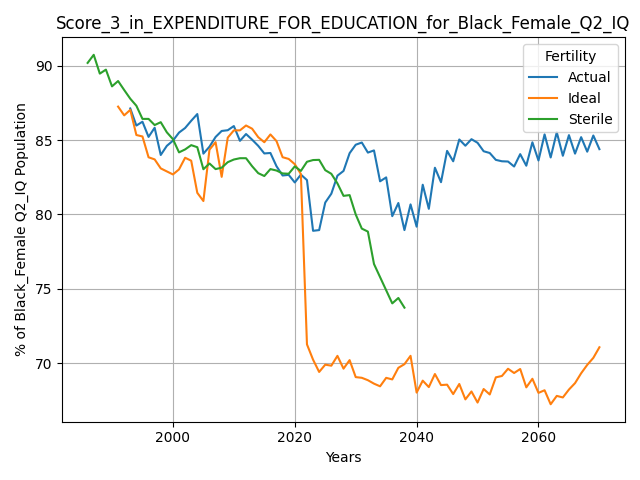 Score_3_in_EXPENDITURE_FOR_EDUCATION_for_Black_Female_Q2_IQ
Fertility
Actual
Ideal
Sterile
90
85
80
75
70
% of Black_Female Q2_IQ Population
2000
2020
2040
2060
Years